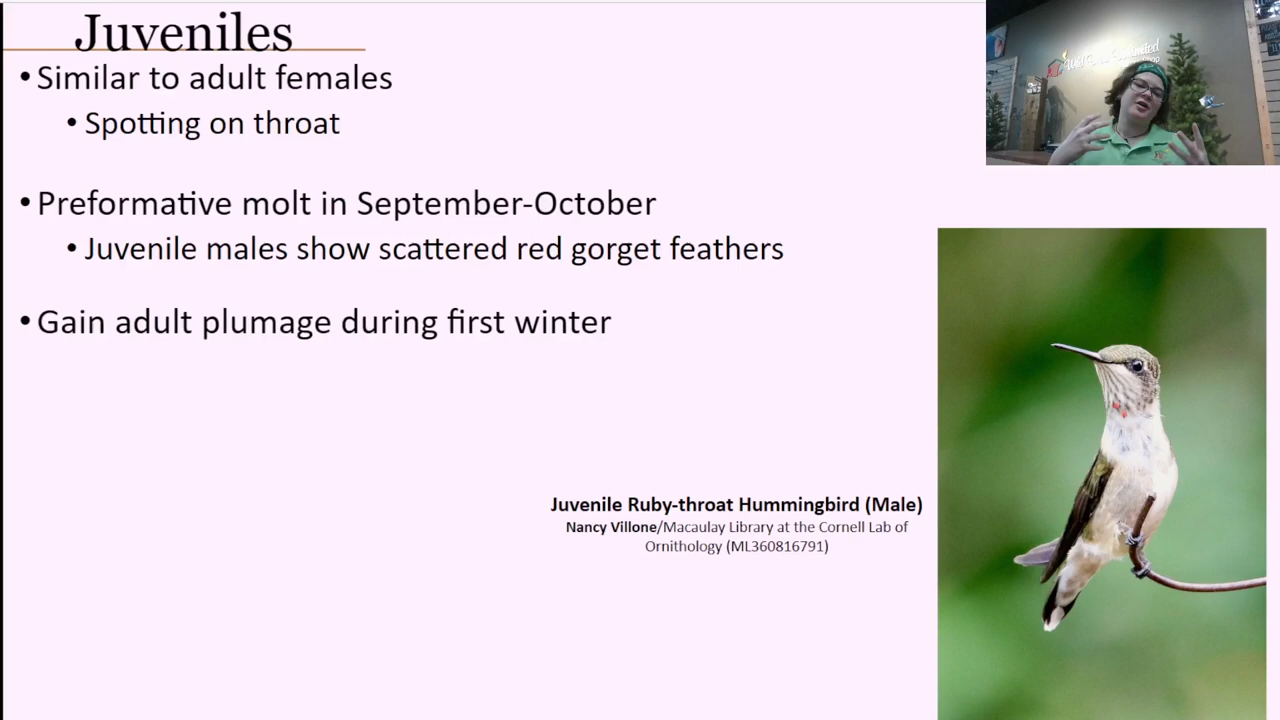 Juveniles
• Similar to adult females
• Spotting on throat
• Preformative molt in September-October
• Juvenile males show scattered red gorget feathers
• Gain adult plumage during first winter
Juvenile Ruby-throat Hummingbird (Male)
Nancy Villone/Macaulay Library at the Cornell Lab of
Ornithology (ML360816791)